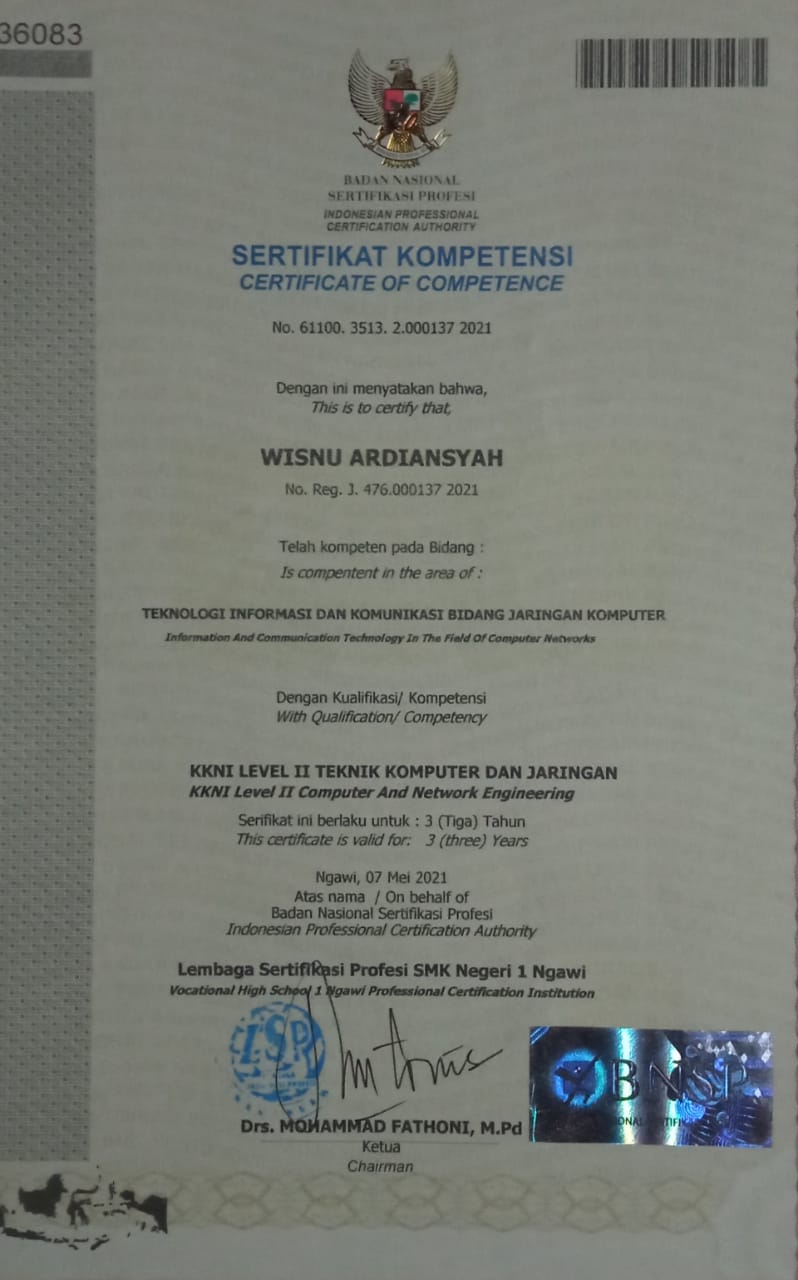 36083
BADAN NASIONAL
SERTIFIKASI PROFESI
INDONESIAN PROFESSIONAL
CERTIFICATION AUTHORITY
SERTIFIKAT KOMPETENSI
CERTIFICATE OF COMPETENCE
No. 61100. 3513. 2.000137 2021
Dengan ini menyatakan bahwa,
This is to certify that,
WISNU ARDIANSYAH
No. Reg. J. 476.000137 2021
Telah kompeten pada Bidang :
Is compentent in the area of :
TEKNOLOGI INFORMASI DAN KOMUNIKASI BIDANG JARINGAN KOMPUTER
Information And Communication Technology In The Field Of Computer Networks
Dengan Kualifikasi/ Kompetensi
With Qualification/ Competency
KKNI LEVEL II TEKNIK KOMPUTER DAN JARINGAN
KKNI Level II Computer And Network Engineering
Serifikat ini berlaku untuk : 3 (Tiga) Tahun
This certificate is valid for: 3 (three) Years
Ngawi, 07 Mei 2021
Atas nama / On behalf of
Badan Nasional Sertifikasi Profesi
Indonesian Professional Certification Authority
Lembaga Sertifikasi Profesi SMK Negeri 1 Ngawi
Vocational High School 1 Ngawi Professional Certification Institution
LSP
BNSP
Drs. MOHAMMAD FATHONI, M.Pd
Ketua
Chairman